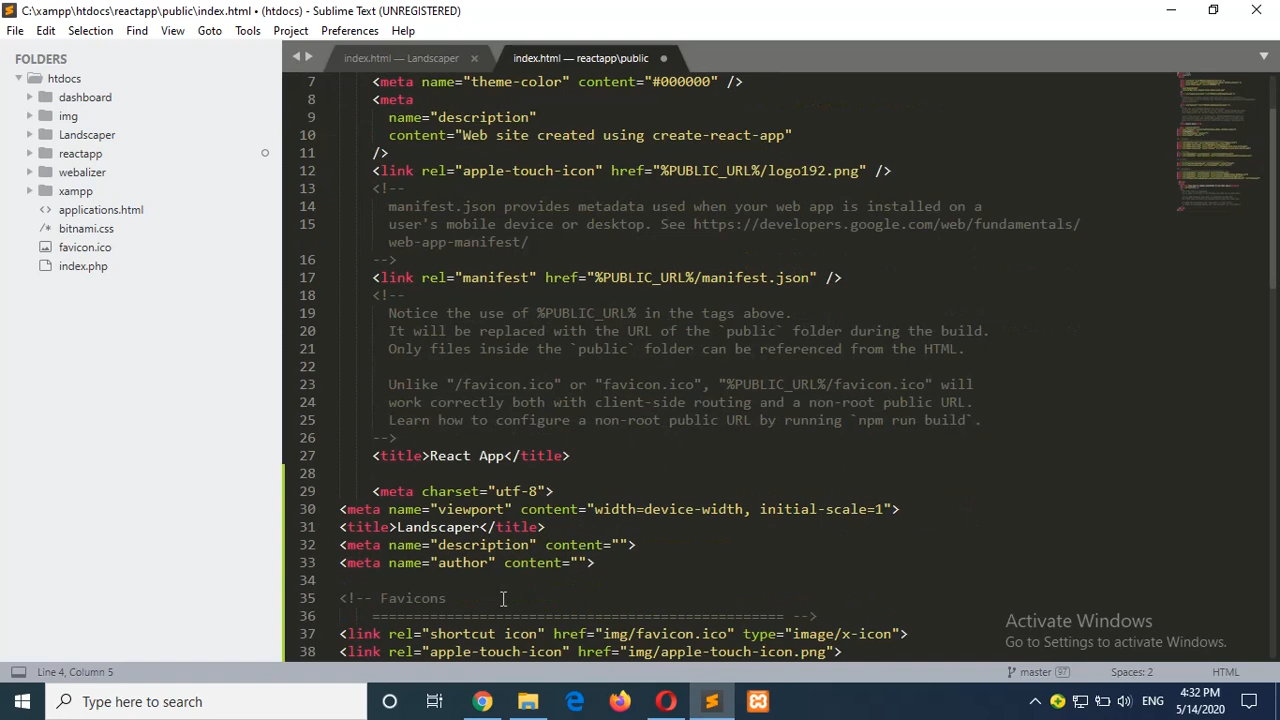 C:\xampp\htdocs\reactapp\public\index.html • (htdocs) - Sublime Text (UNREGISTERED)
File Edit Selection Find View Goto Tools Project Preferences Help
FOLDERS
htdocs
dashboard
img
Landscaper
reactapp
webalizer
xampp
applications.html
bitnami.css
favicon.ico
index.php
index.html — Landscaper
index.html — reactapp\public
7 <meta name="theme-color" content="#000000" />
8 <meta
9 name="description"
10 content="Web site created using create-react-app"
11 />
12 <link rel="apple-touch-icon" href="%PUBLIC_URL%/logo192.png" />
13 <!--
14 manifest.json provides metadata used when your web app is installed on a
15 user's mobile device or desktop. See https://developers.google.com/web/fundamentals/
web-app-manifest/
16 -->
17 <link rel="manifest" href="%PUBLIC_URL%/manifest.json" />
18 <!--
19 Notice the use of %PUBLIC_URL% in the tags above.
20 It will be replaced with the URL of the `public` folder during the build.
21 Only files inside the `public` folder can be referenced from the HTML.
22
23 Unlike "/favicon.ico" or "favicon.ico", "%PUBLIC_URL%/favicon.ico" will
24 work correctly both with client-side routing and a non-root public URL.
25 Learn how to configure a non-root public URL by running `npm run build`.
26 -->
27 <title>React App</title>
28
29 <meta charset="utf-8">
30 <meta name="viewport" content="width=device-width, initial-scale=1">
31 <title>Landscaper</title>
32 <meta name="description" content="">
33 <meta name="author" content="">
34
35 <!-- Favicons
36 ================================================== -->
37 <link rel="shortcut icon" href="img/favicon.ico" type="image/x-icon">
38 <link rel="apple-touch-icon" href="img/apple-touch-icon.png">
Activate Windows
Go to Settings to activate Windows.
Line 4, Column 5
master 97
Spaces: 2
HTML
Type here to search
ENG
4:32 PM
5/14/2020